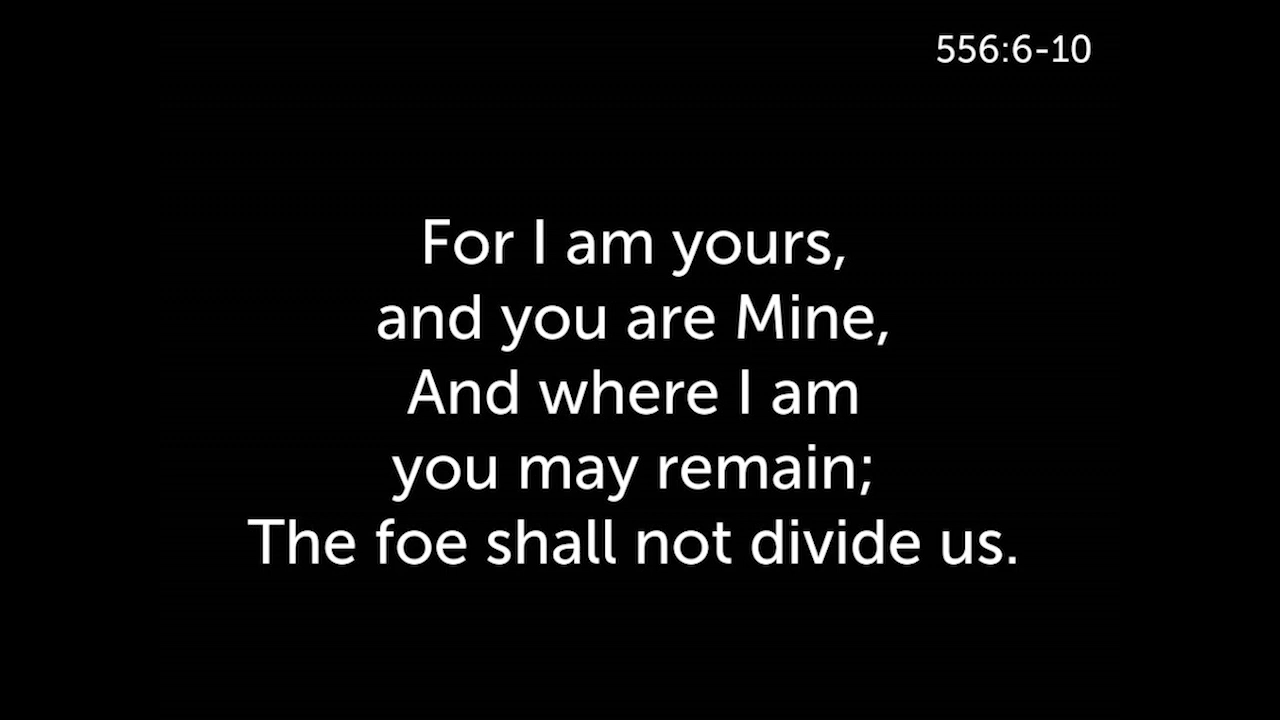 556:6-10
For I am yours,
and you are Mine,
And where I am
you may remain;
The foe shall not divide us.